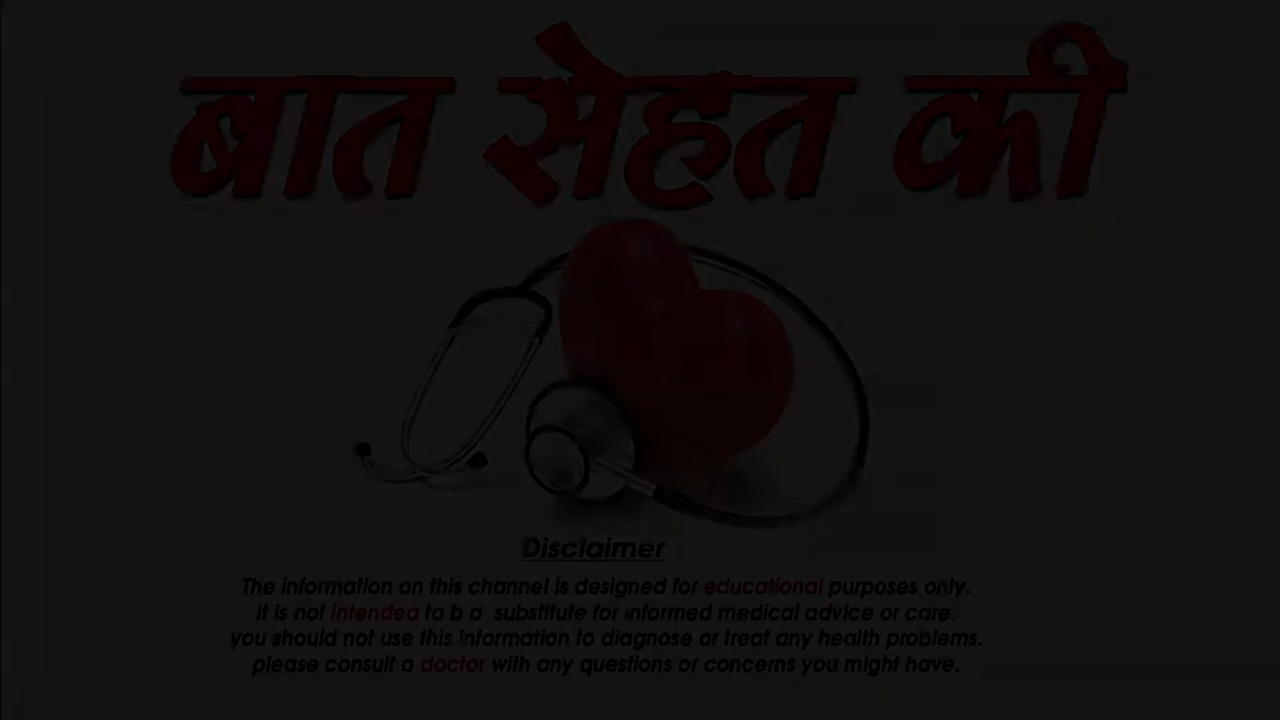 बात सेहत की
Disclaimer
The information on this channel is designed for educational purposes only.
it is not intended to b a substitute for informed medical advice or care.
you should not use this information to diagnose or treat any health problems.
please consult a doctor with any questions or concerns you might have.